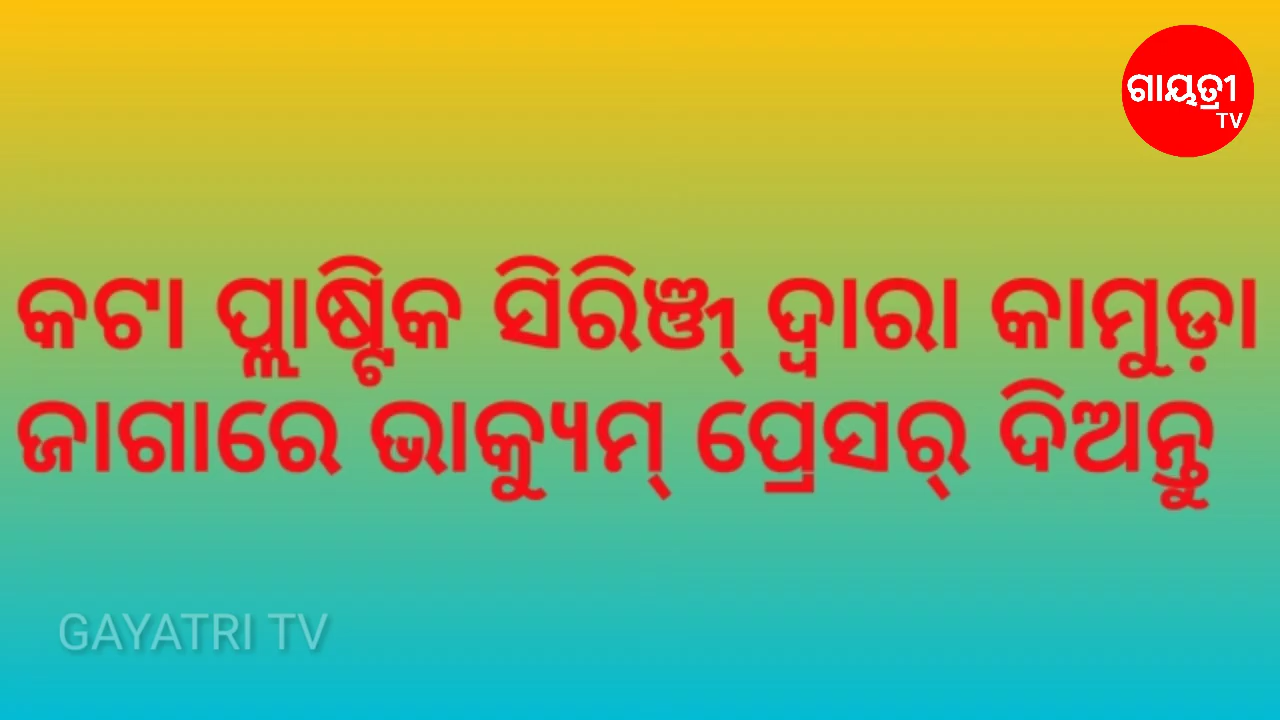 ଗାୟତ୍ରୀ
TV
କଟା ପ୍ଲାଷ୍ଟିକ ସିରିଞ୍ଜ୍ ଦ୍ୱାରା କାମୁଡ଼ା
ଜାଗାରେ ଭାକ୍ୟୁମ୍ ପ୍ରେସର୍ ଦିଅନ୍ତୁ
GAYATRI TV